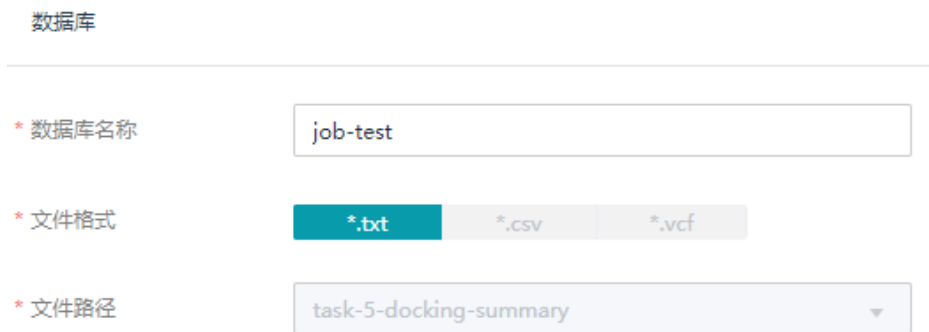 数据库
* 数据库名称 job-test
* 文件格式 *.txt *.csv *.vcf
* 文件路径 task-5-docking-summary